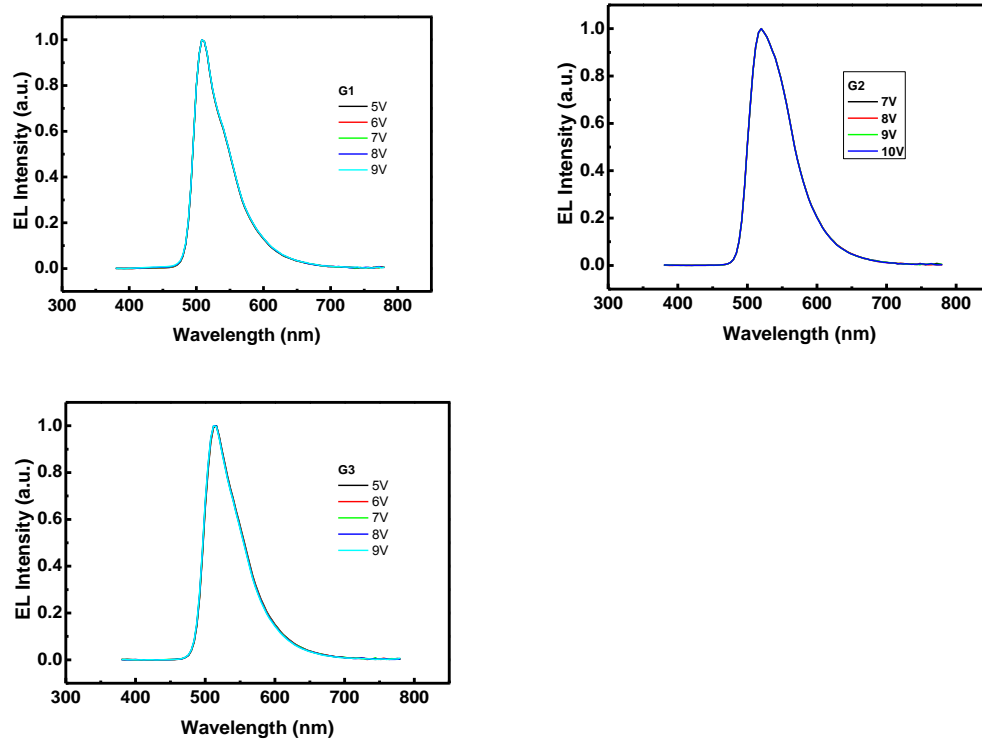 1.0
0.8
0.6
0.4
0.2
0.0
EL Intensity (a.u.)
G1
5V
6V
7V
8V
9V
300 400 500 600 700 800
Wavelength (nm)
1.0
0.8
0.6
0.4
0.2
0.0
EL Intensity (a.u.)
G2
7V
8V
9V
10V
300 400 500 600 700 800
Wavelength (nm)
1.0
0.8
0.6
0.4
0.2
0.0
EL Intensity (a.u.)
G3
5V
6V
7V
8V
9V
300 400 500 600 700 800
Wavelength (nm)